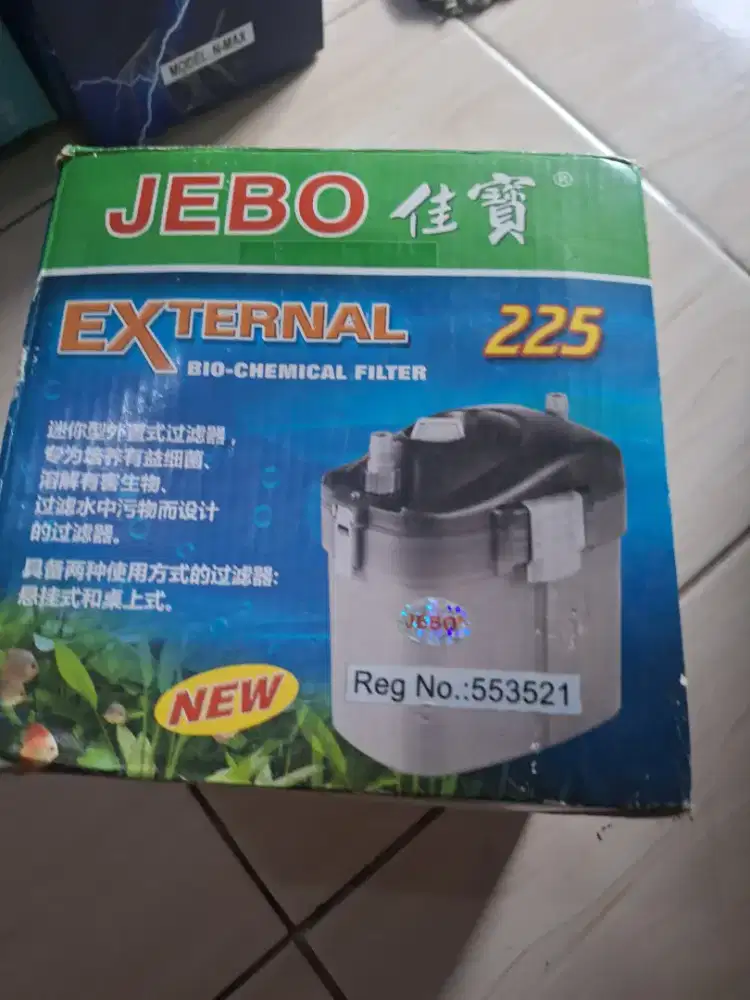 MODEL: N-MAX
JEBO 佳寶®
EXTERNAL 225
BIO-CHEMICAL FILTER
迷你型外置式过滤器，
专为培养有益细菌、
溶解有害生物、
过滤水中污物而设计
的过滤器。
具备两种使用方式的过滤器:
悬挂式和桌上式。
JEBO
Reg No.:553521
NEW